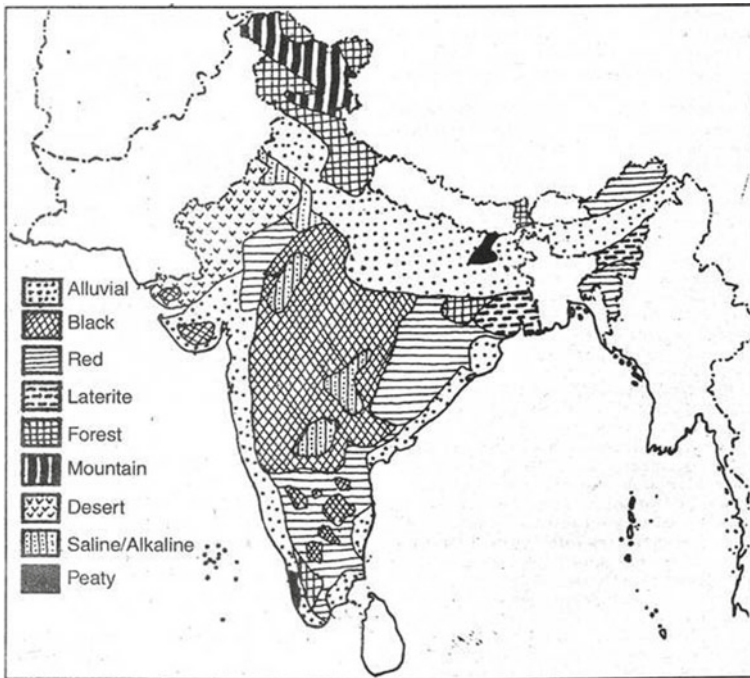 Alluvial
Black
Red
Laterite
Forest
Mountain
Desert
Saline/Alkaline
Peaty